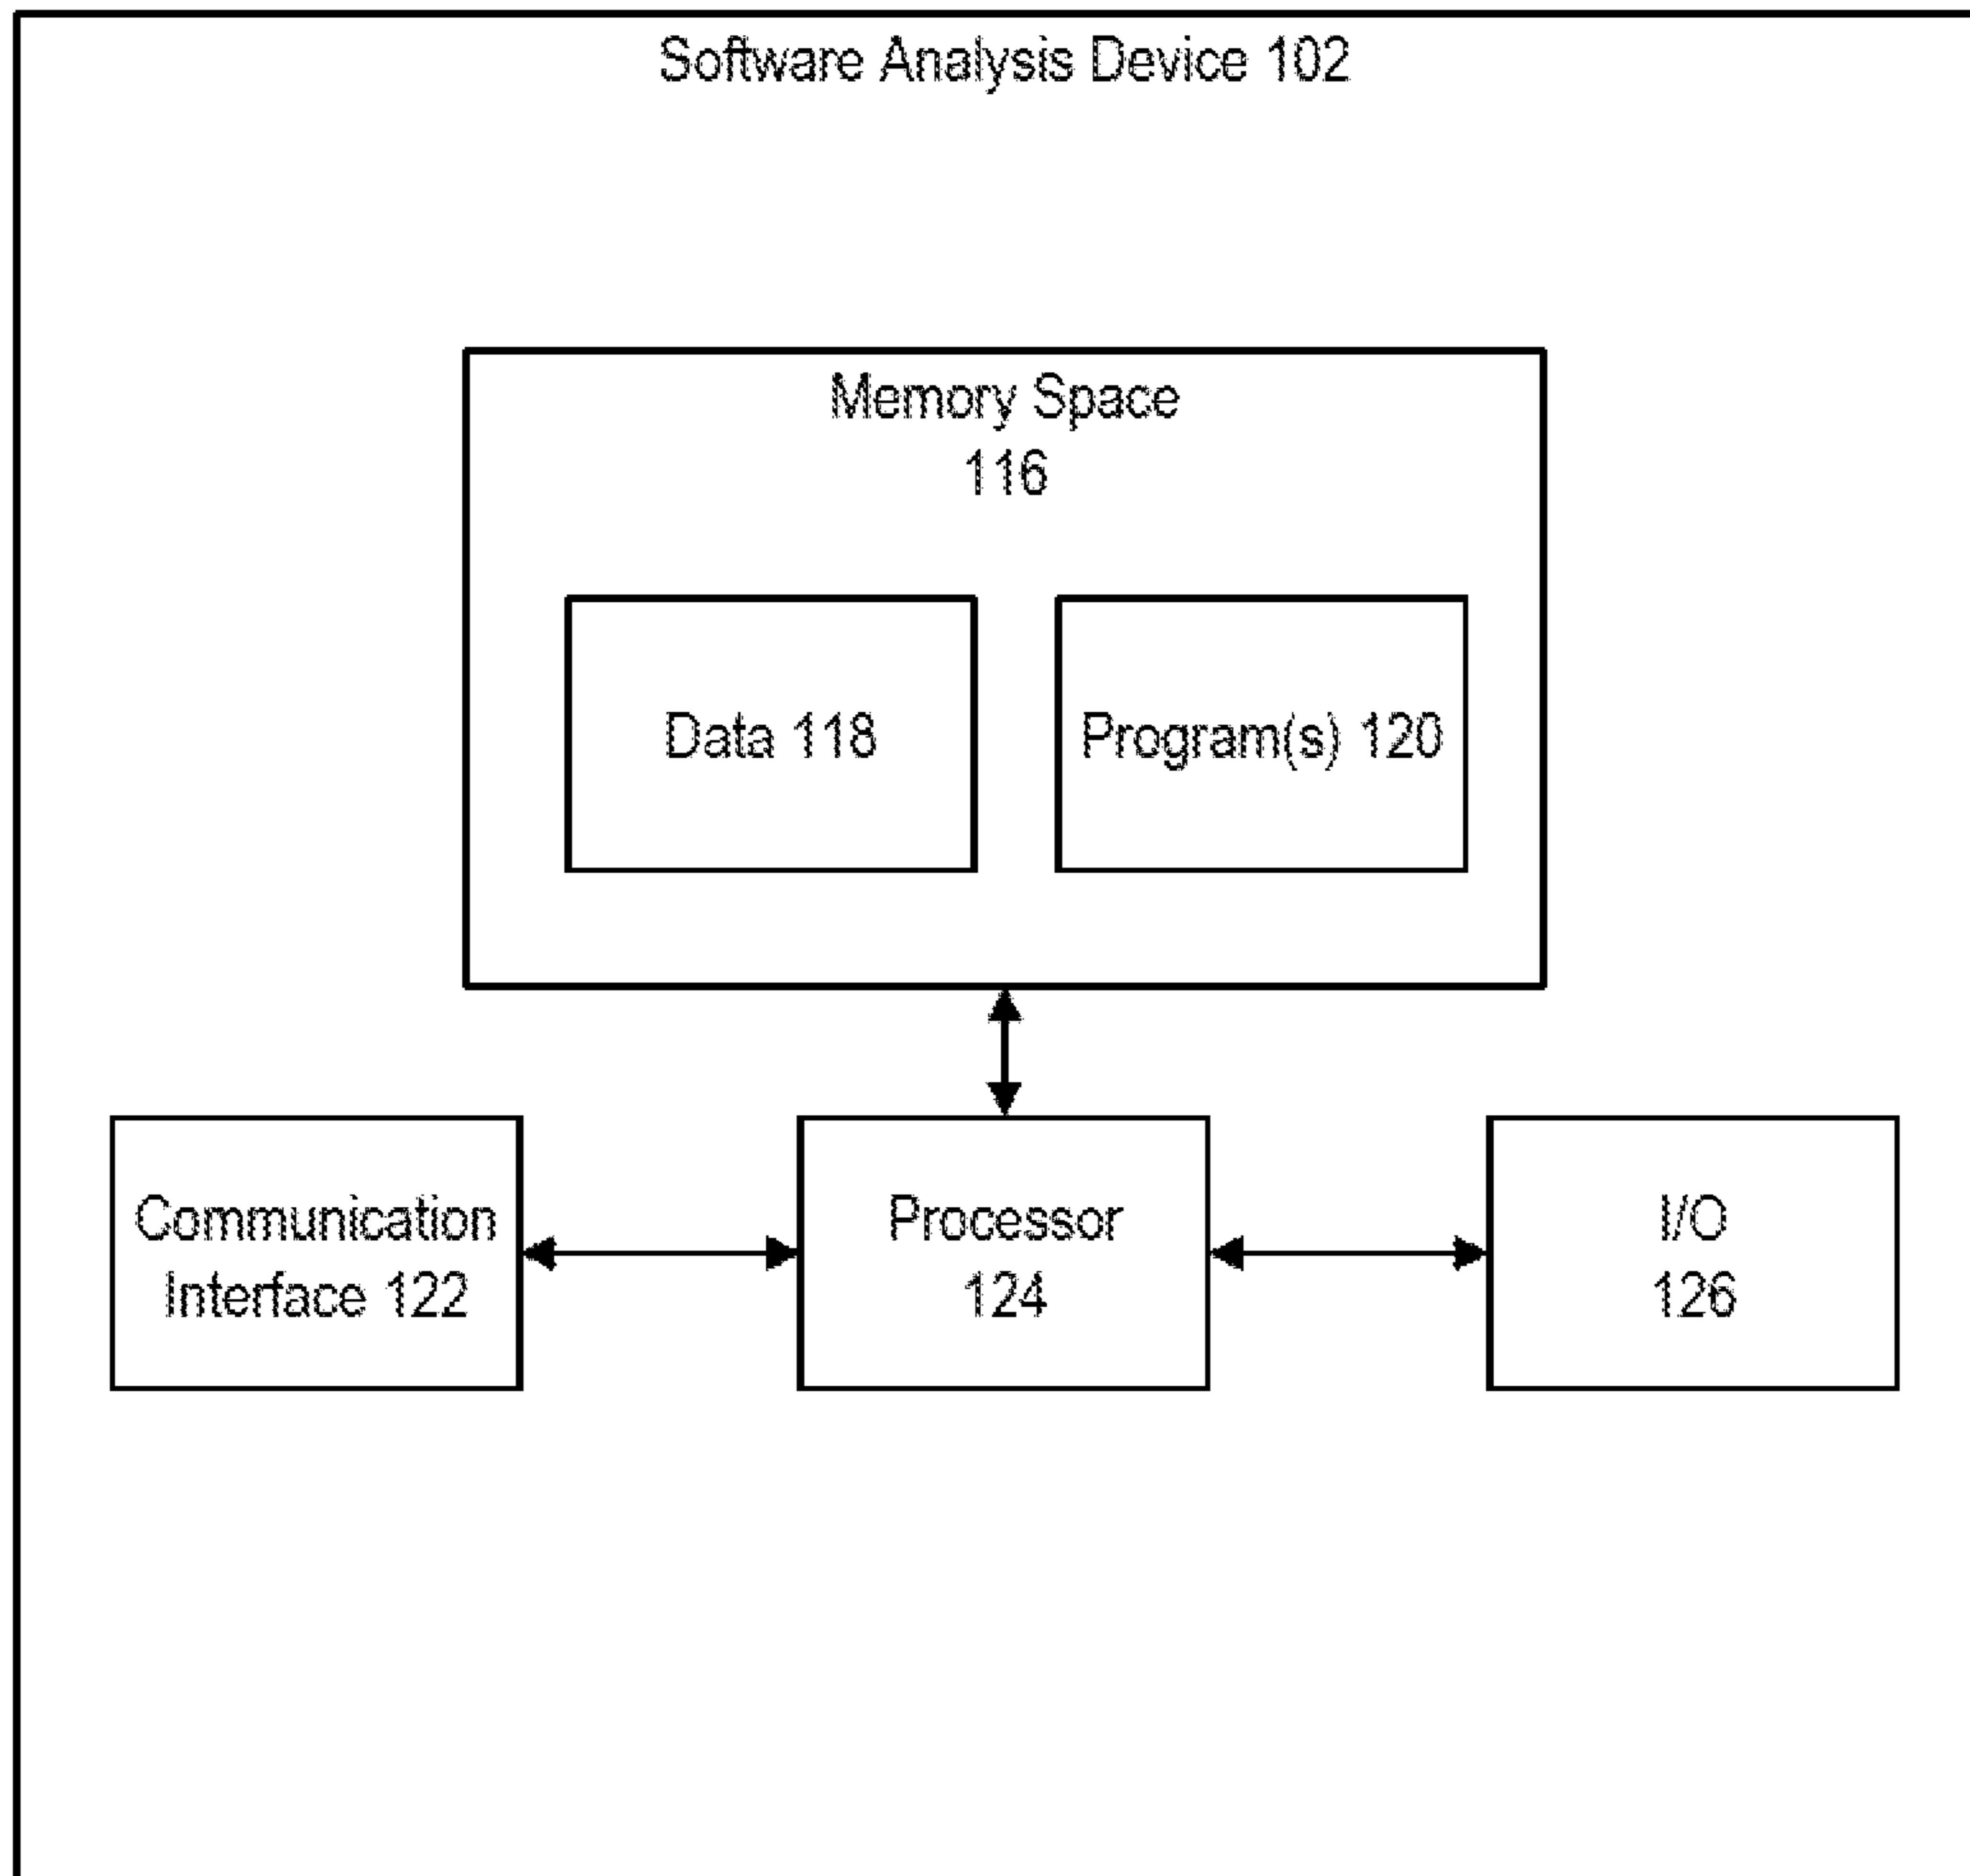 Software Analysis Device 102
Memory Space
116
Data 118
Program(s) 120
Communication
Interface 122
Processor
124
I/O
126